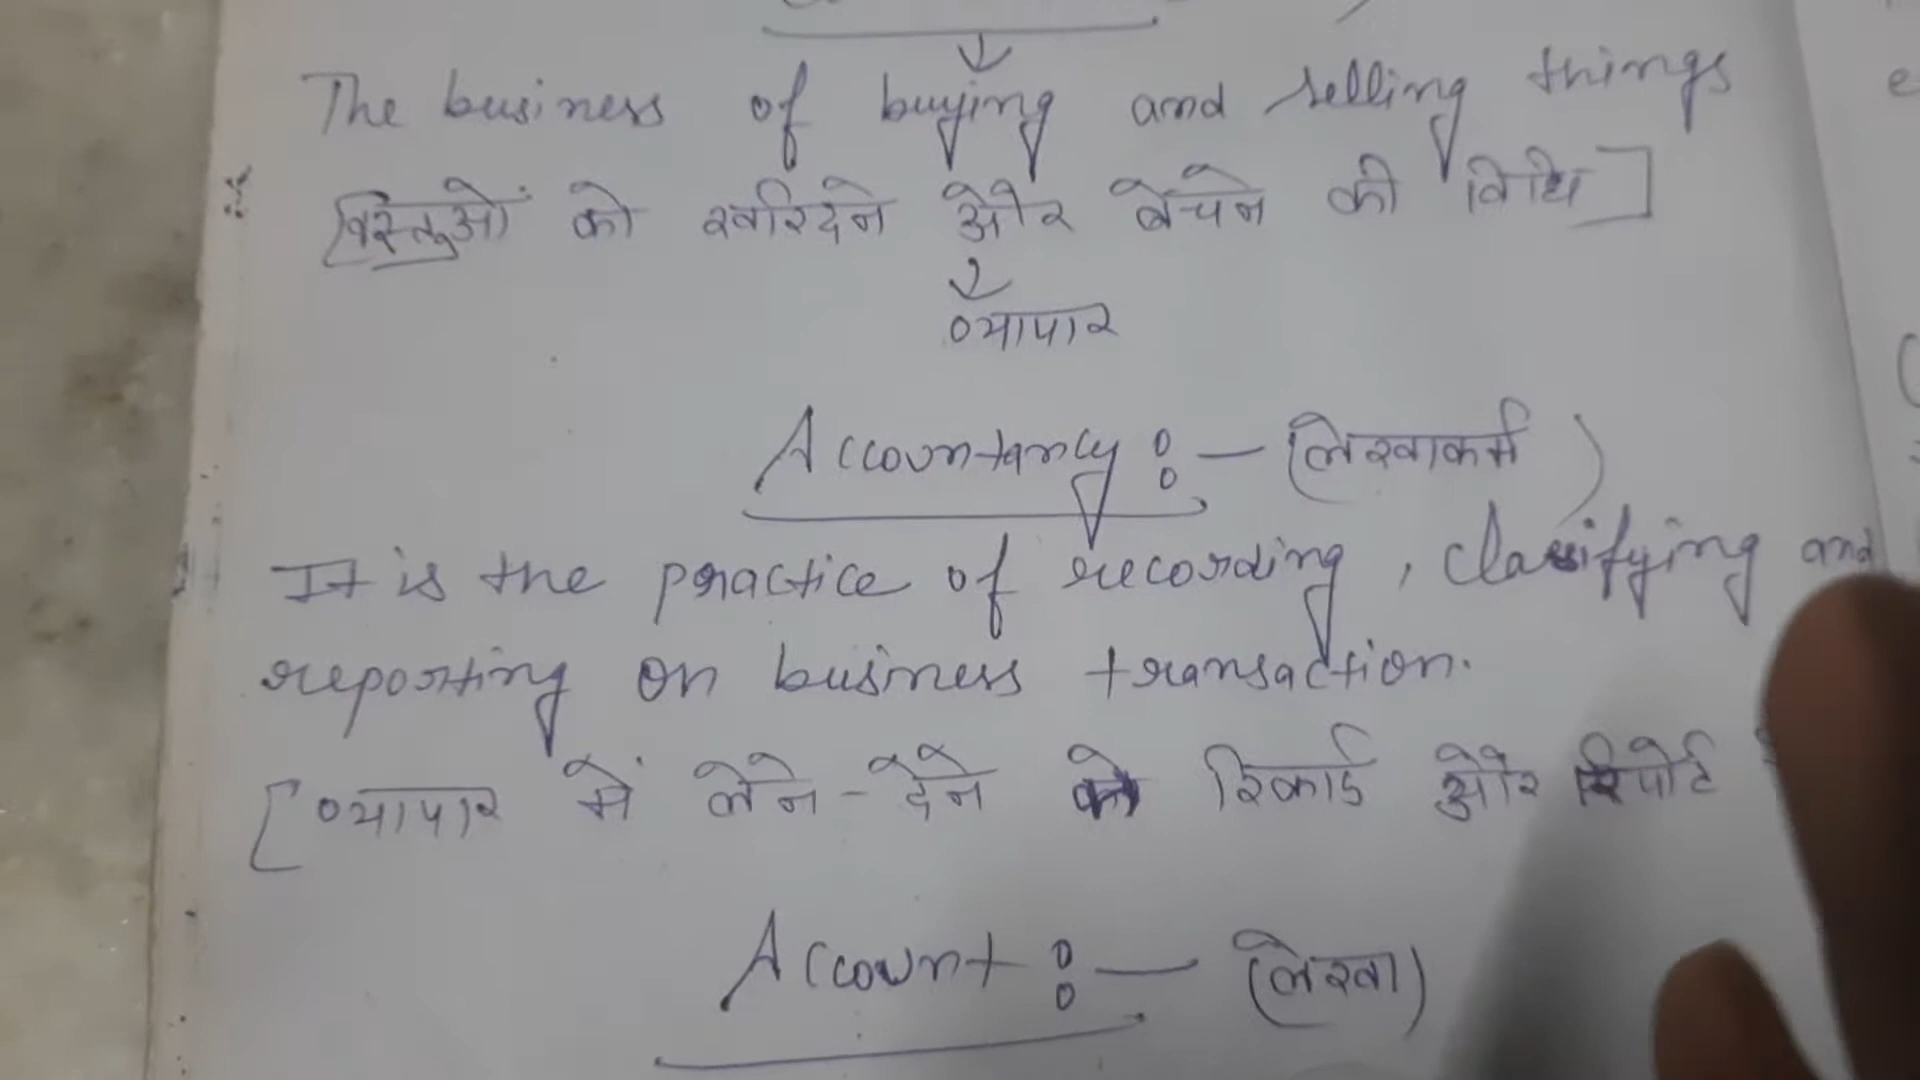 The business of buying and selling things
[वस्तुओं को खरिदने और बेचने की विधि]
व्यापार
Accountancy :- (लेखाकर्म)
It is the practice of recording, classifying and
reporting on business transaction.
[व्यापार में लेने-देने को रिकार्ड और रिपोर्ट
Account :- (लेखा)